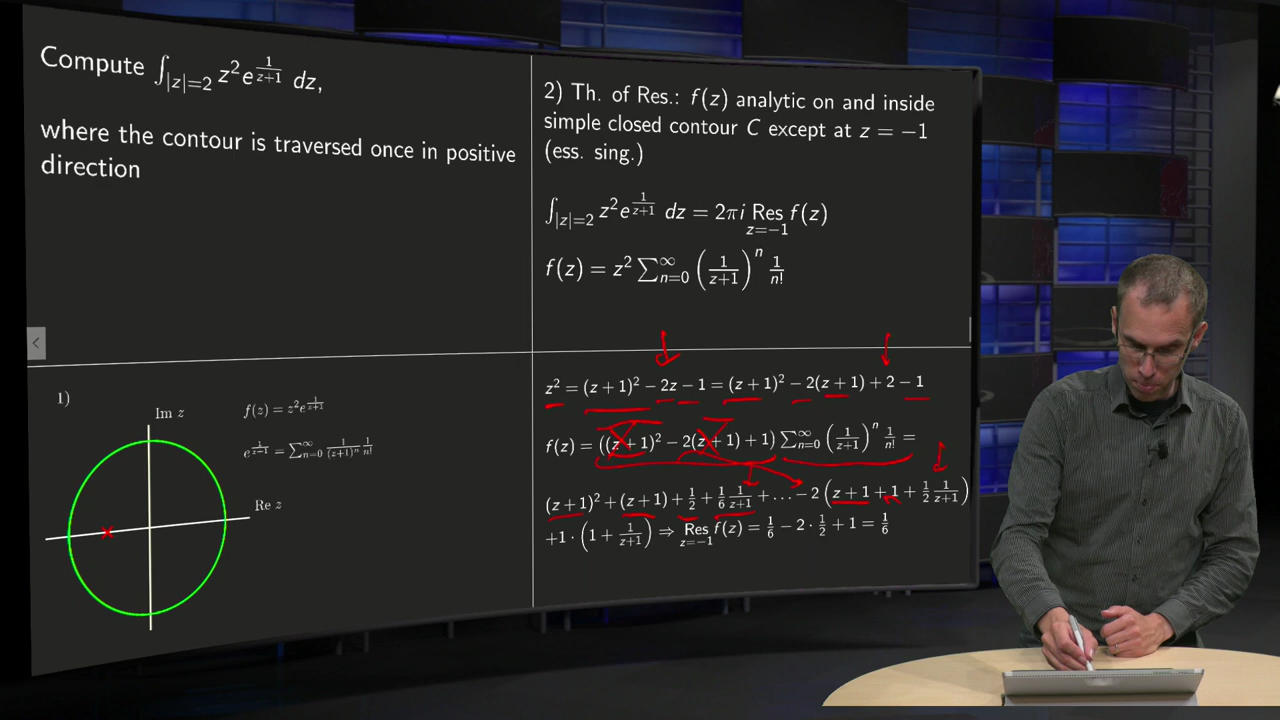 Compute ∫_{|z|=2} z² e^{1/(z+1)} dz,
where the contour is traversed once in positive
direction
2) Th. of Res.: f(z) analytic on and inside
simple closed contour C except at z = −1
(ess. sing.)
∫_{|z|=2} z² e^{1/(z+1)} dz = 2πi Res_{z=−1} f(z)
f(z) = z² ∑_{n=0}^{∞} (1/(z+1))^n 1/n!
1)
Im z
Re z
f(z) = z² e^{1/(z+1)}
e^{1/(z+1)} = ∑_{n=0}^{∞} 1/(z+1)^n 1/n!
z² = (z + 1)² − 2z − 1 = (z + 1)² − 2(z + 1) + 2 − 1
f(z) = ((z + 1)² − 2(z + 1) + 1) ∑_{n=0}^{∞} (1/(z+1))^n 1/n! =
(z + 1)² + (z + 1) + 1/2 + 1/6 1/(z+1) + … − 2 (z + 1 + 1 + 1/2 1/(z+1))
+1 · (1 + 1/(z+1)) ⇒ Res_{z=−1} f(z) = 1/6 − 2 · 1/2 + 1 = 1/6